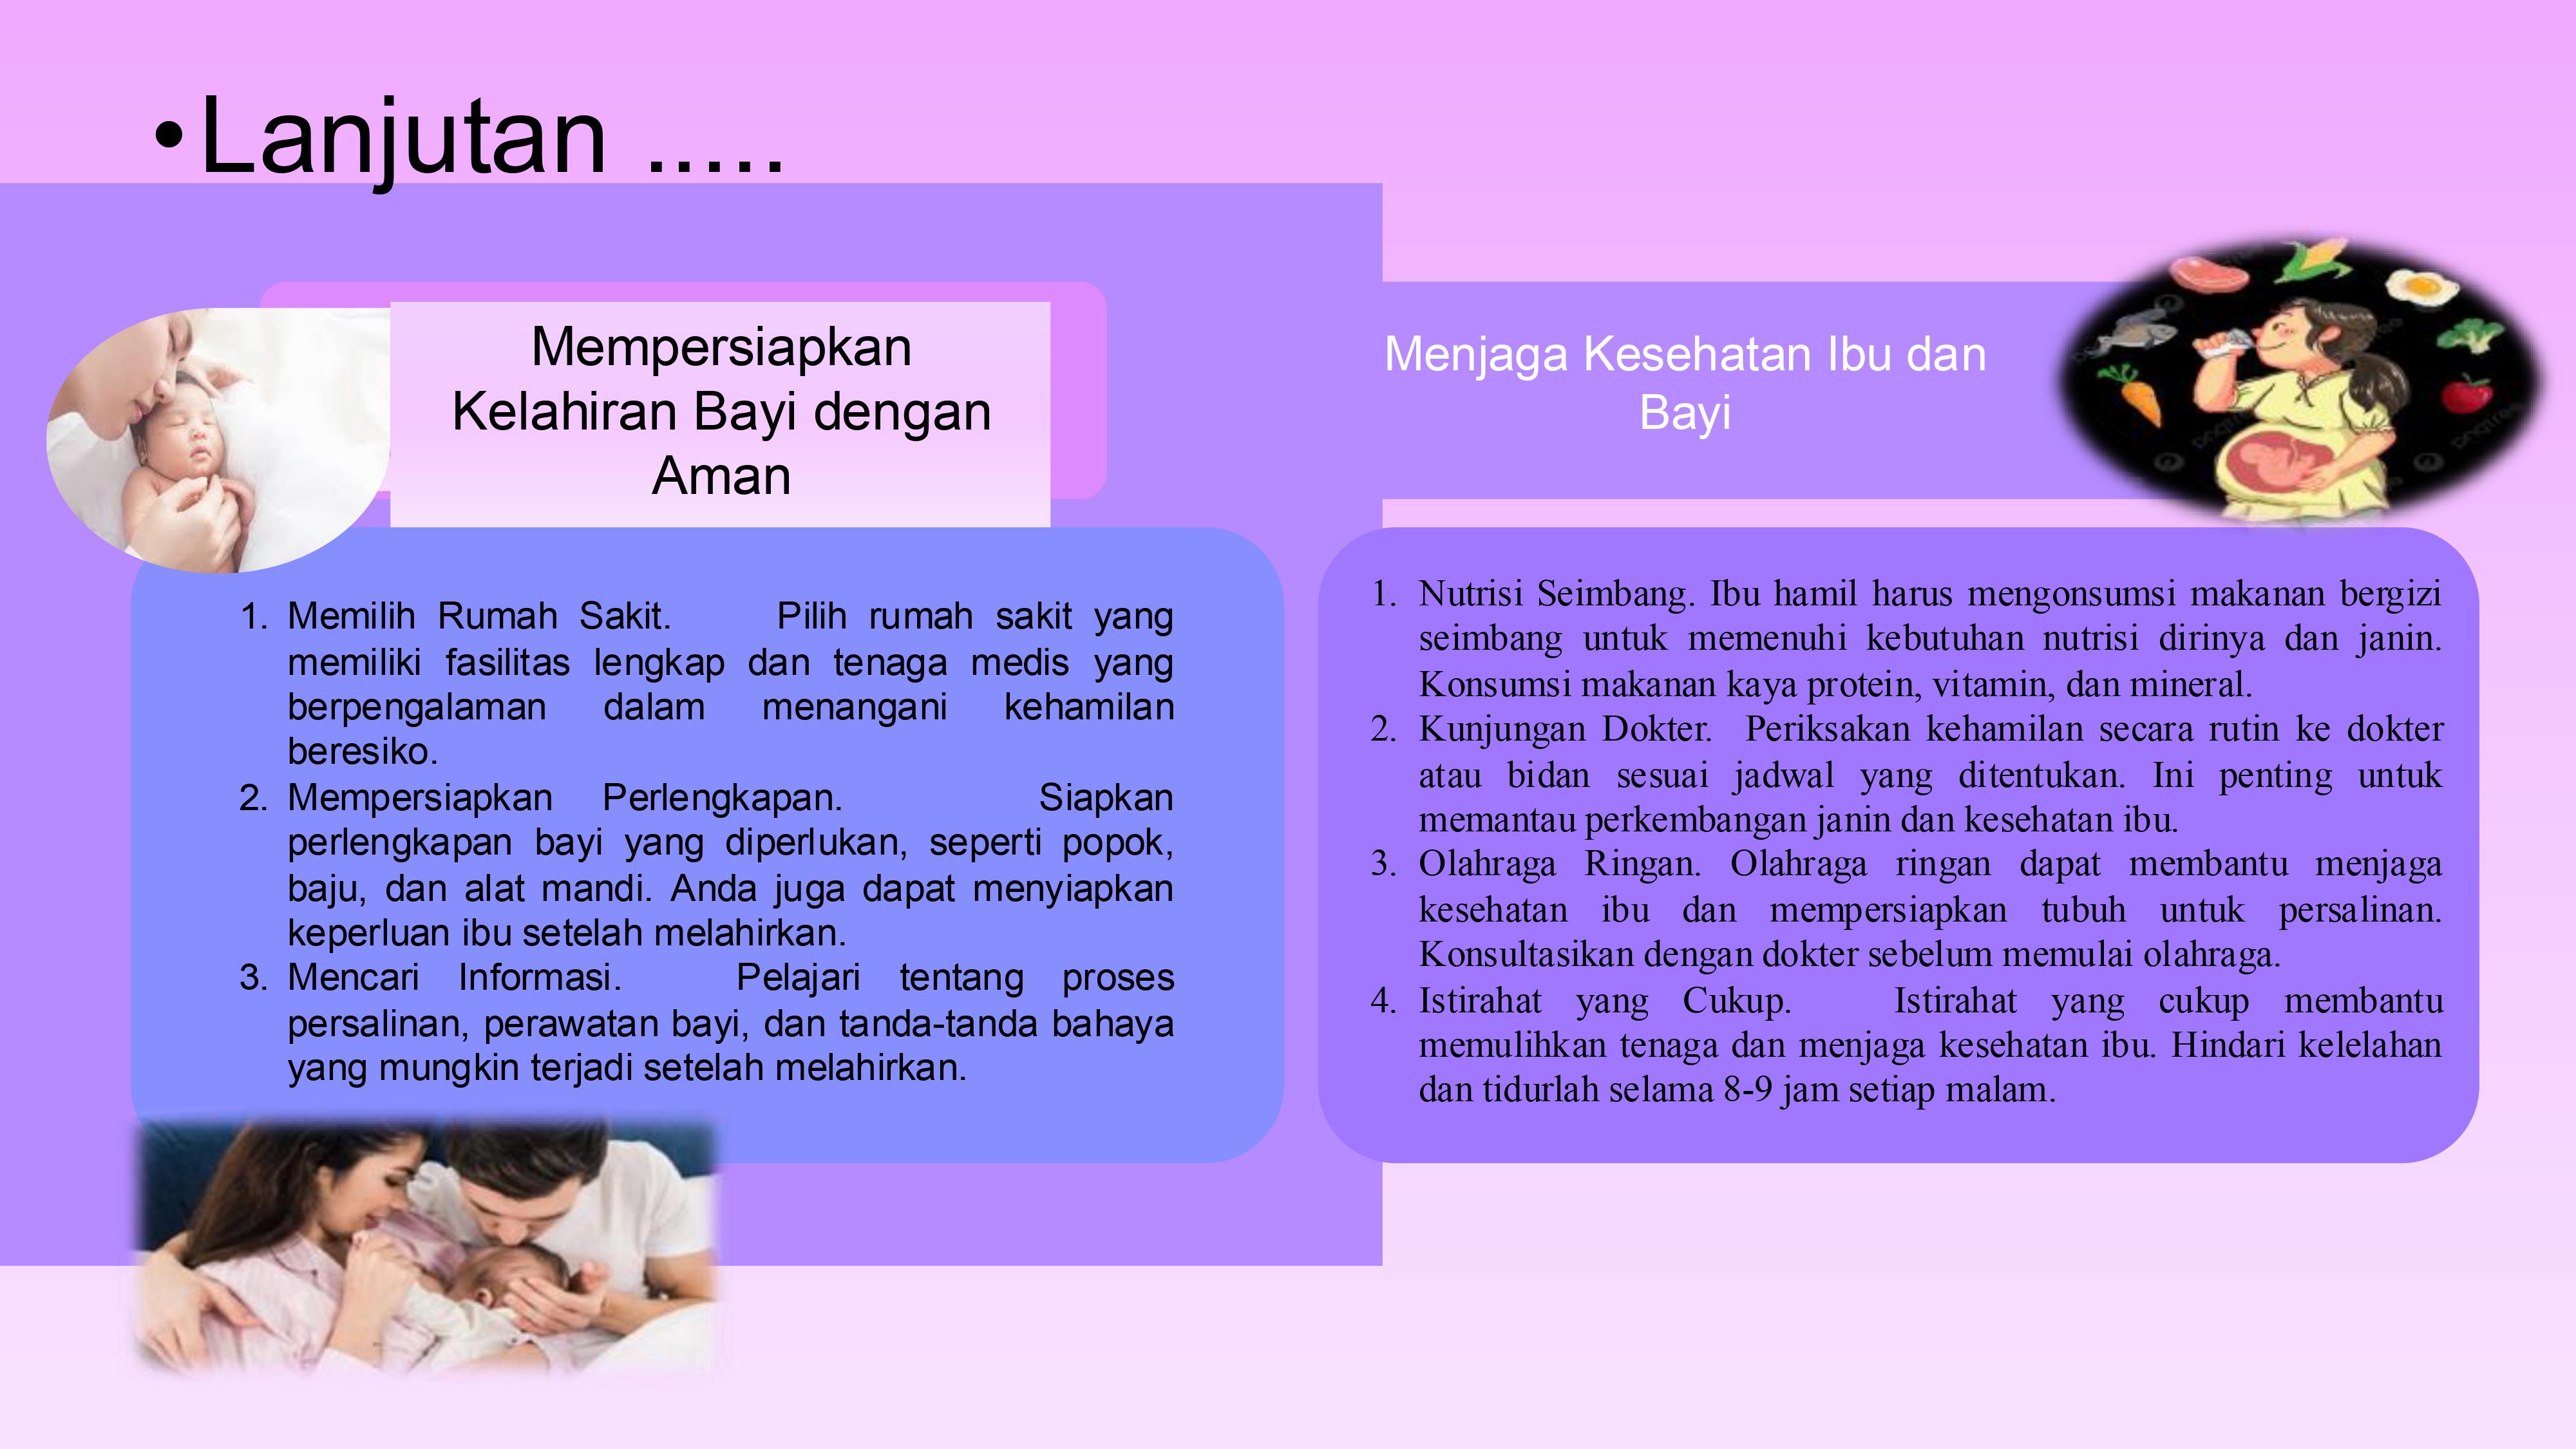 •Lanjutan .....
Mempersiapkan
Kelahiran Bayi dengan
Aman
1. Memilih Rumah Sakit. Pilih rumah sakit yang
memiliki fasilitas lengkap dan tenaga medis yang
berpengalaman dalam menangani kehamilan
beresiko.
2. Mempersiapkan Perlengkapan. Siapkan
perlengkapan bayi yang diperlukan, seperti popok,
baju, dan alat mandi. Anda juga dapat menyiapkan
keperluan ibu setelah melahirkan.
3. Mencari Informasi. Pelajari tentang proses
persalinan, perawatan bayi, dan tanda-tanda bahaya
yang mungkin terjadi setelah melahirkan.
Menjaga Kesehatan Ibu dan
Bayi
1. Nutrisi Seimbang. Ibu hamil harus mengonsumsi makanan bergizi
seimbang untuk memenuhi kebutuhan nutrisi dirinya dan janin.
Konsumsi makanan kaya protein, vitamin, dan mineral.
2. Kunjungan Dokter. Periksakan kehamilan secara rutin ke dokter
atau bidan sesuai jadwal yang ditentukan. Ini penting untuk
memantau perkembangan janin dan kesehatan ibu.
3. Olahraga Ringan. Olahraga ringan dapat membantu menjaga
kesehatan ibu dan mempersiapkan tubuh untuk persalinan.
Konsultasikan dengan dokter sebelum memulai olahraga.
4. Istirahat yang Cukup. Istirahat yang cukup membantu
memulihkan tenaga dan menjaga kesehatan ibu. Hindari kelelahan
dan tidurlah selama 8-9 jam setiap malam.